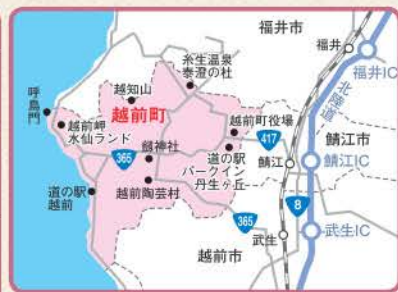 福井市
福井
福井IC
北陸道
糸生温泉
泰澄の杜
越知山
越前町
呼鳥門
越前岬
水仙ランド
越前町役場
417
鯖江市
鯖江
鯖江IC
365
劔神社
道の駅
パークイン
丹生ヶ丘
道の駅
越前
越前陶芸村
365
8
武生
武生IC
越前市